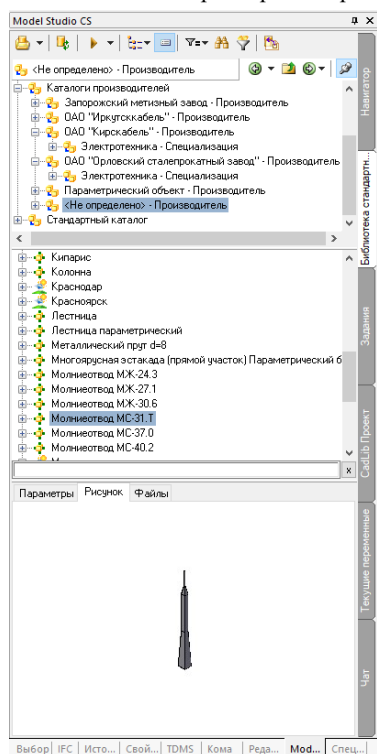 Model Studio CS
<Не определено> - Производитель
Каталоги производителей
Запорожский метизный завод - Производитель
ОАО "Иркутсккабель" - Производитель
ОАО "Кирскабель" - Производитель
Электротехника - Специализация
ОАО "Орловский сталепрокатный завод" - Производитель
Электротехника - Специализация
Параметрический объект - Производитель
<Не определено> - Производитель
Стандартный каталог
Кипарис
Колонна
Краснодар
Красноярск
Лестница
Лестница параметрический
Металлический прут d=8
Многоярусная эстакада (прямой участок) Параметрический б
Молниеотвод МЖ-24.3
Молниеотвод МЖ-27.1
Молниеотвод МЖ-30.6
Молниеотвод МС-31.Т
Молниеотвод МС-37.0
Молниеотвод МС-40.2
x
Параметры Рисунок Файлы
Выбор IFC Исто... Свой... TDMS Кома Реда... Mod... Спец...
Навигатор
Библиотека стандартн...
Задания
CadLib Проект
Текущие переменные
Чат